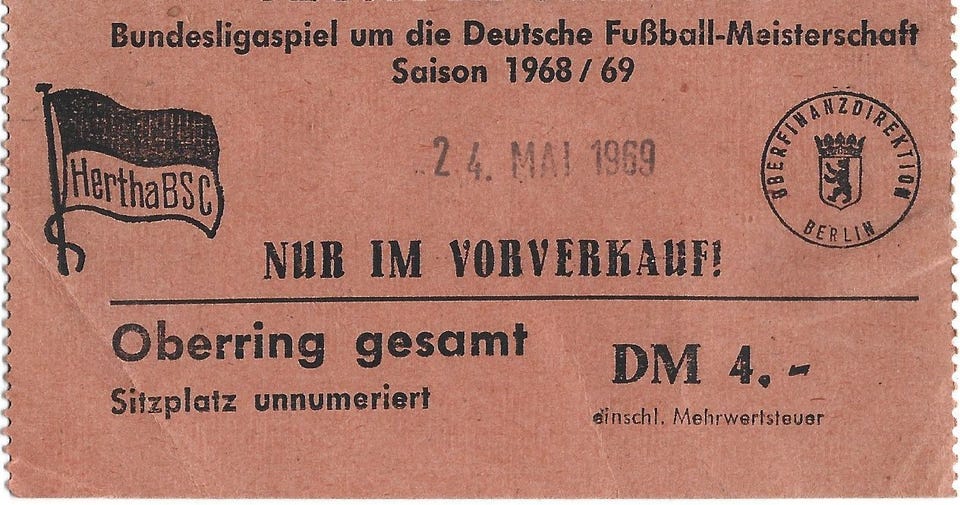 Bundesligaspiel um die Deutsche Fußball-Meisterschaft
Saison 1968/69
24. MAI 1969
HerthaBSC
OBERFINANZDIREKTION
BERLIN
NUR IM VORVERKAUF!
Oberring gesamt
DM 4.-
Sitzplatz unnumeriert
einschl. Mehrwertsteuer